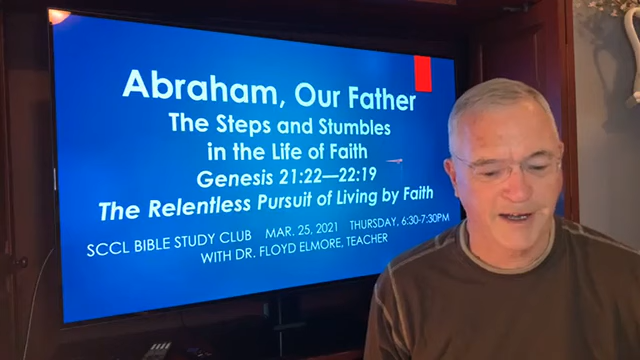 Abraham, Our Father
The Steps and Stumbles
in the Life of Faith
Genesis 21:22—22:19
The Relentless Pursuit of Living by Faith
SCCL BIBLE STUDY CLUB MAR. 25, 2021 THURSDAY, 6:30-7:30PM
WITH DR. FLOYD ELMORE, TEACHER